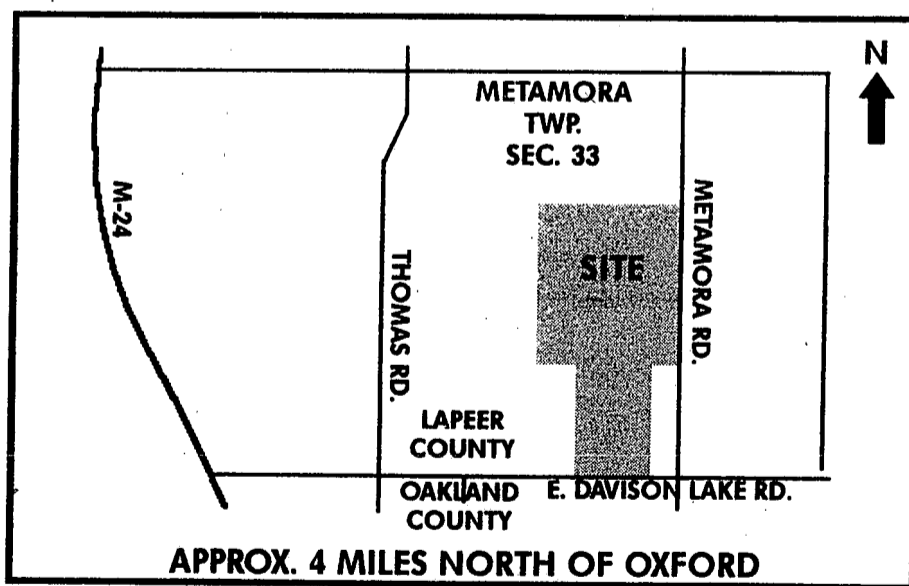 N
METAMORA
TWP.
SEC. 33
M-24
THOMAS RD.
SITE
METAMORA RD.
LAPEER
COUNTY
OAKLAND
COUNTY
E. DAVISON LAKE RD.
APPROX. 4 MILES NORTH OF OXFORD